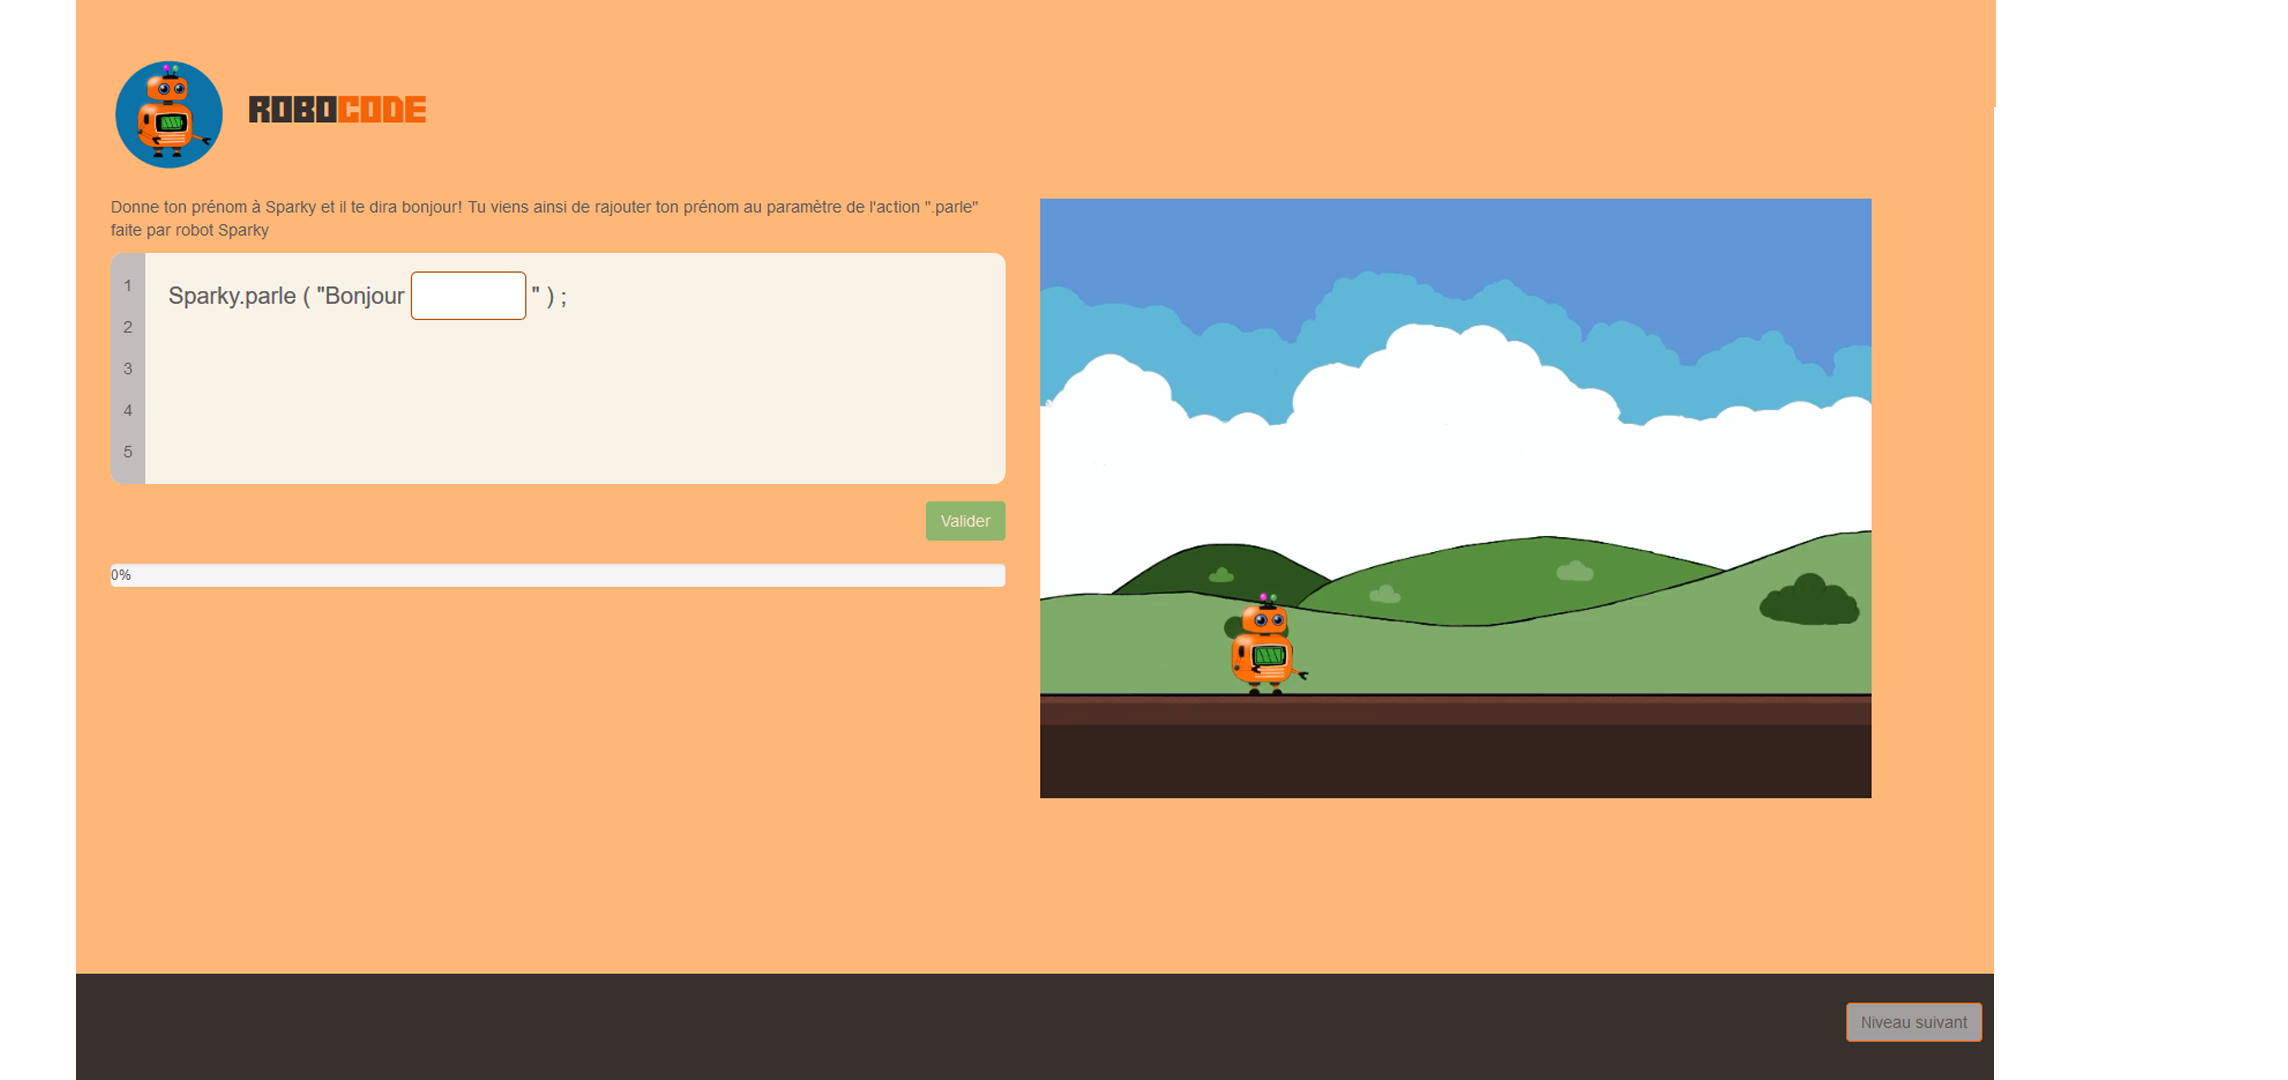 ROBOCODE
Donne ton prénom à Sparky et il te dira bonjour! Tu viens ainsi de rajouter ton prénom au paramètre de l'action ".parle"
faite par robot Sparky
1
Sparky.parle ( "Bonjour " ) ;
2
3
4
5
Valider
0%
Niveau suivant